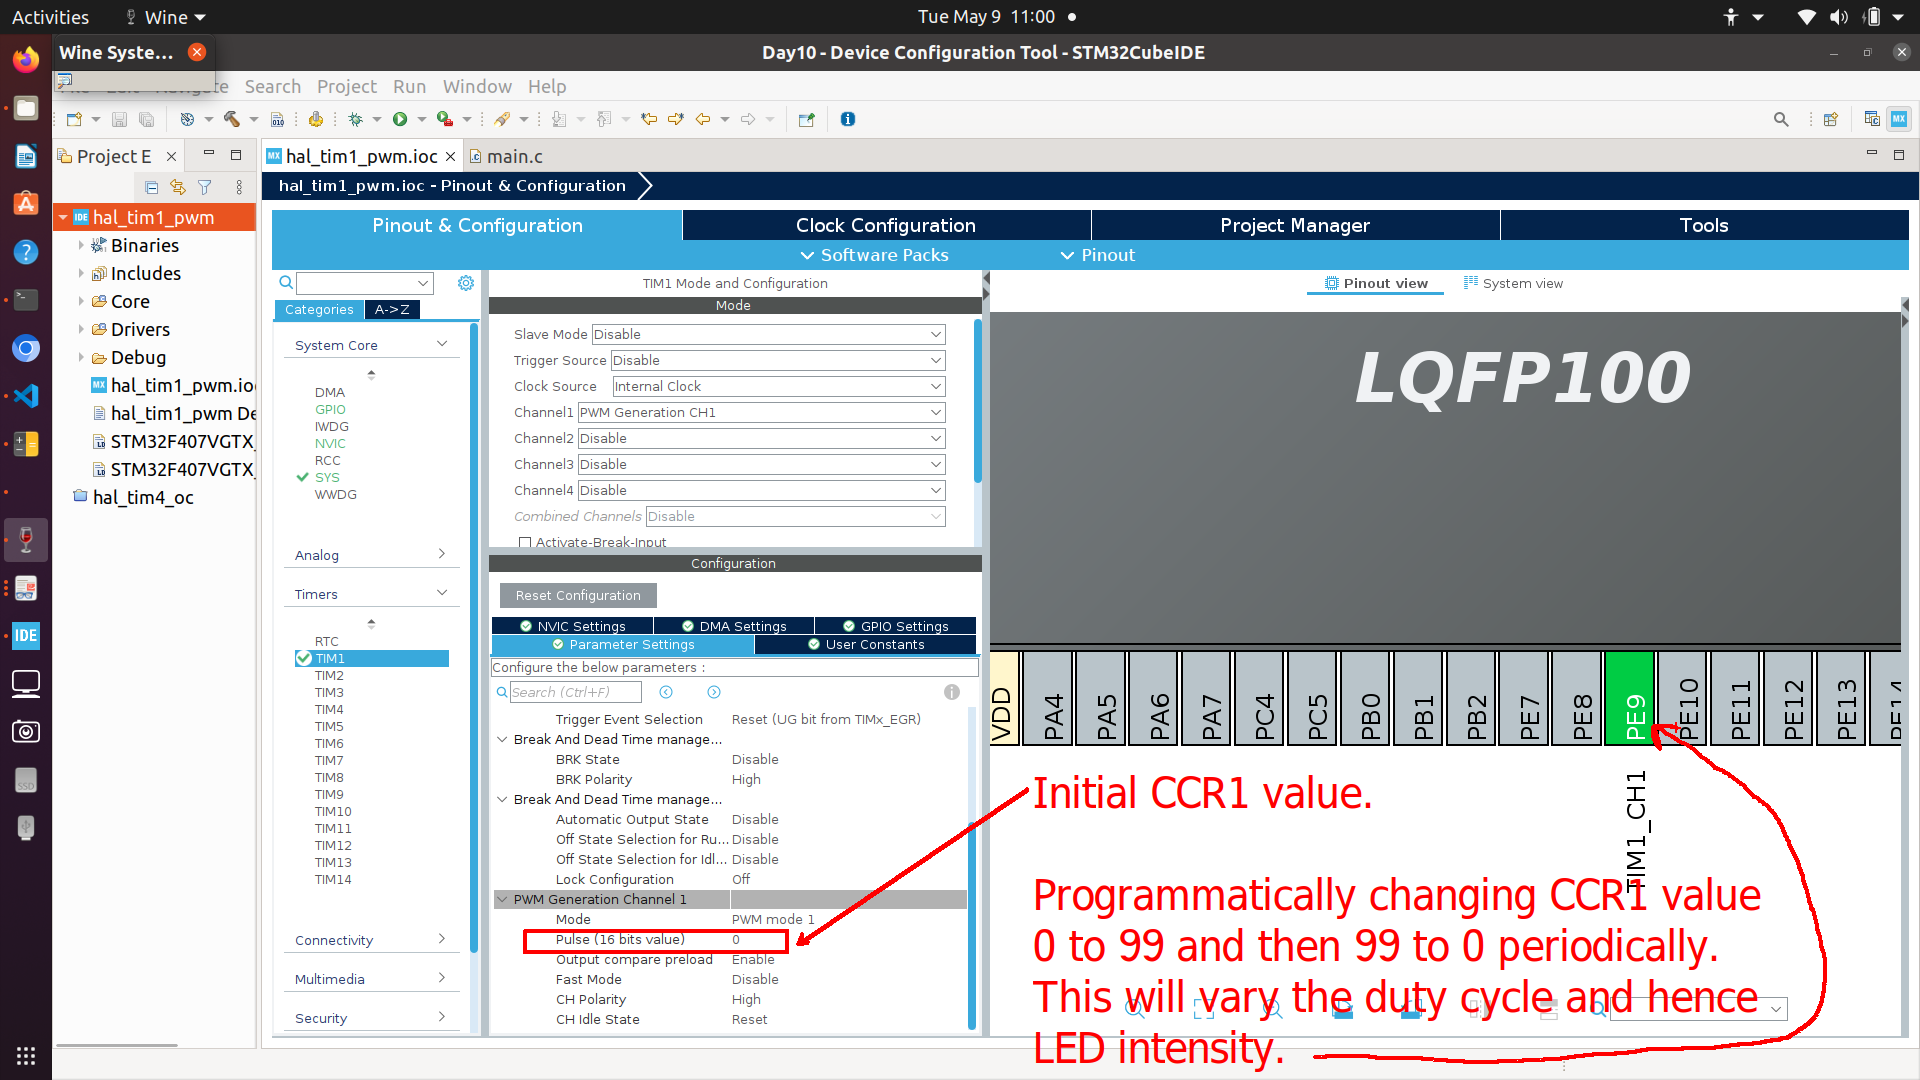 Activities
Wine
Tue May 9 11:00
Wine Syste...
Day10 - Device Configuration Tool - STM32CubeIDE
Search Project Run Window Help
Project E
hal_tim1_pwm.ioc
main.c
hal_tim1_pwm.ioc - Pinout & Configuration
hal_tim1_pwm
Binaries
Includes
Core
Drivers
Debug
hal_tim1_pwm.io
hal_tim1_pwm De
STM32F407VGTX_
STM32F407VGTX_
hal_tim4_oc
IDE
Pinout & Configuration
Clock Configuration
Project Manager
Tools
Software Packs
Pinout
Categories
A->Z
System Core
DMA
GPIO
IWDG
NVIC
RCC
SYS
WWDG
Analog
Timers
RTC
TIM1
TIM2
TIM3
TIM4
TIM5
TIM6
TIM7
TIM8
TIM9
TIM10
TIM11
TIM12
TIM13
TIM14
Connectivity
Multimedia
Security
TIM1 Mode and Configuration
Mode
Slave Mode Disable
Trigger Source Disable
Clock Source Internal Clock
Channel1 PWM Generation CH1
Channel2 Disable
Channel3 Disable
Channel4 Disable
Combined Channels Disable
Activate-Break-Input
Configuration
Reset Configuration
NVIC Settings
DMA Settings
GPIO Settings
Parameter Settings
User Constants
Configure the below parameters :
Search (Ctrl+F)
Trigger Event Selection Reset (UG bit from TIMx_EGR)
Break And Dead Time manage...
BRK State Disable
BRK Polarity High
Break And Dead Time manage...
Automatic Output State Disable
Off State Selection for Ru... Disable
Off State Selection for Idl... Disable
Lock Configuration Off
PWM Generation Channel 1
Mode PWM mode 1
Pulse (16 bits value) 0
Output compare preload Enable
Fast Mode Disable
CH Polarity High
CH Idle State Reset
Pinout view
System view
LQFP100
VDD
PA4
PA5
PA6
PA7
PC4
PC5
PB0
PB1
PB2
PE7
PE8
PE9
PE10
PE11
PE12
PE13
PE14
TIM1_CH1
Initial CCR1 value.
Programmatically changing CCR1 value
0 to 99 and then 99 to 0 periodically.
This will vary the duty cycle and hence
LED intensity.